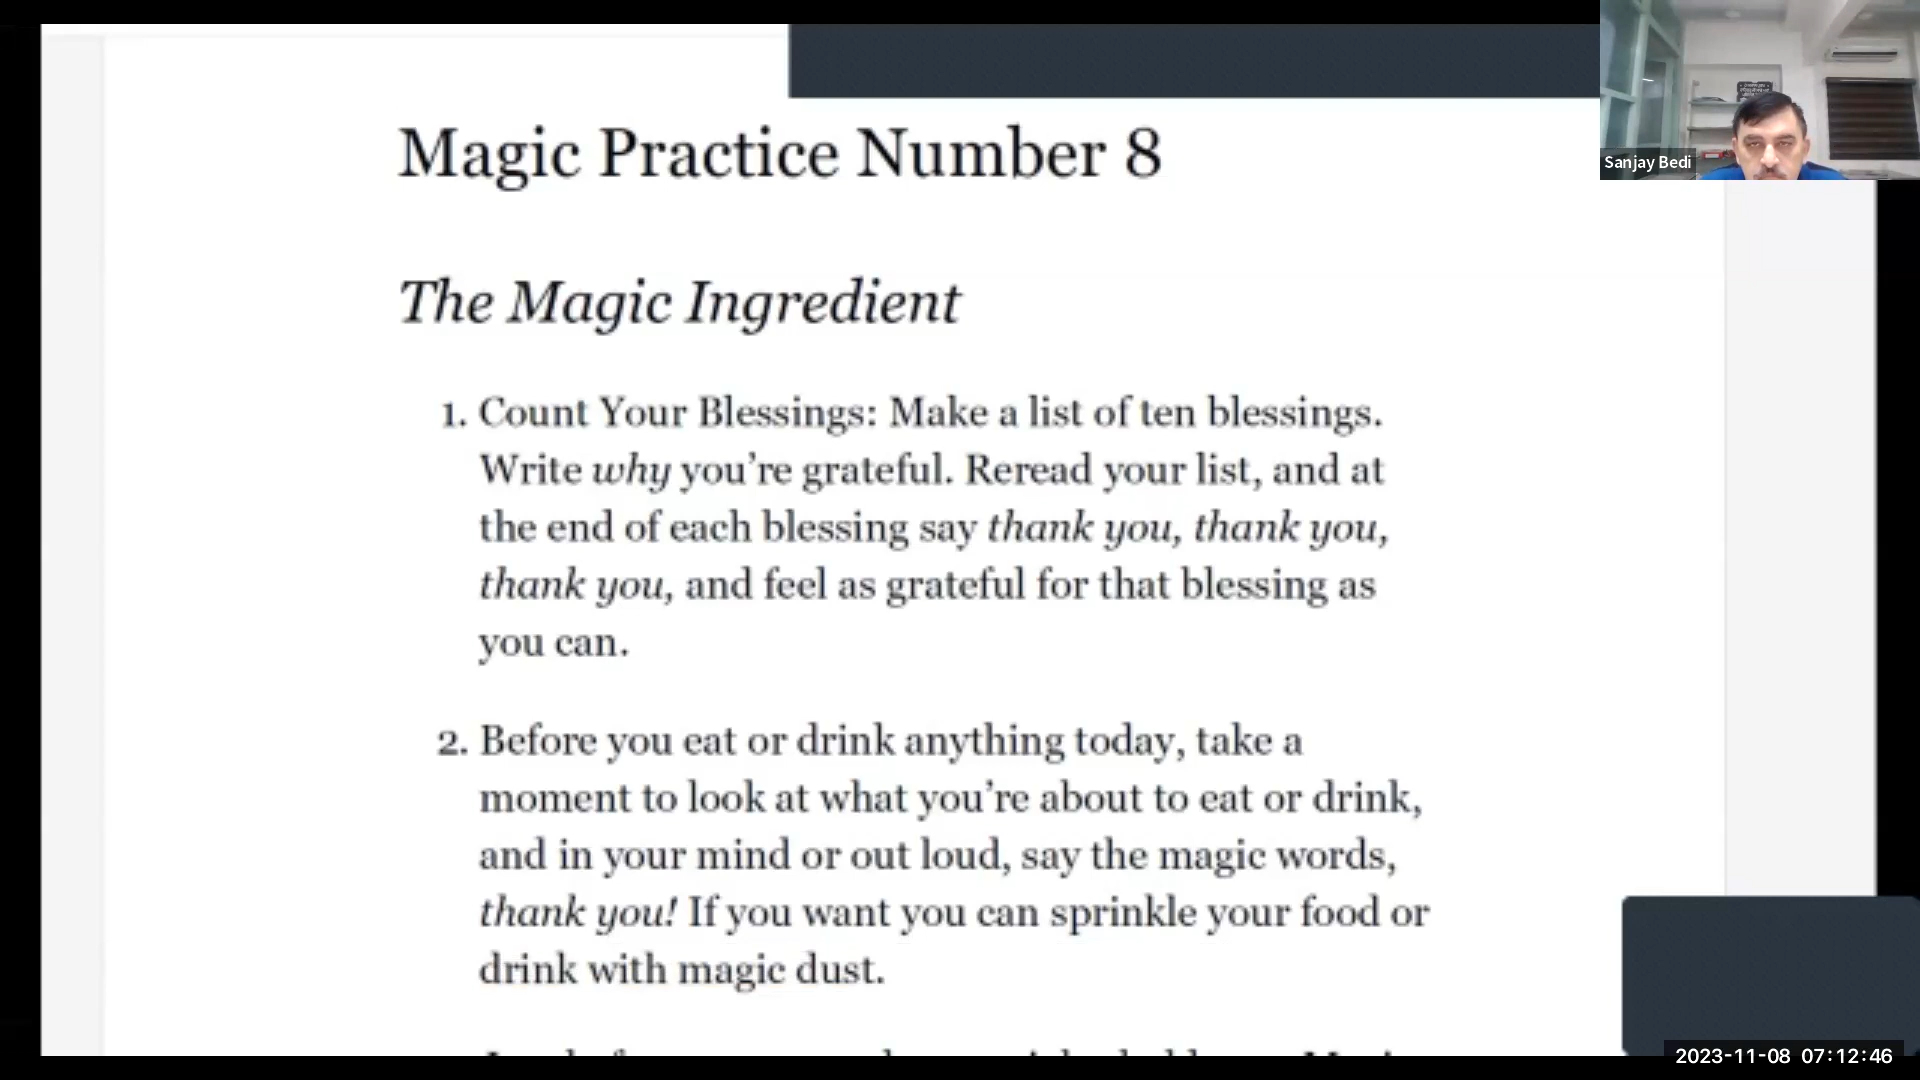 Magic Practice Number 8
Sanjay Bedi
The Magic Ingredient
1. Count Your Blessings: Make a list of ten blessings.
Write why you’re grateful. Reread your list, and at
the end of each blessing say thank you, thank you,
thank you, and feel as grateful for that blessing as
you can.
2. Before you eat or drink anything today, take a
moment to look at what you’re about to eat or drink,
and in your mind or out loud, say the magic words,
thank you! If you want you can sprinkle your food or
drink with magic dust.
2023-11-08 07:12:46